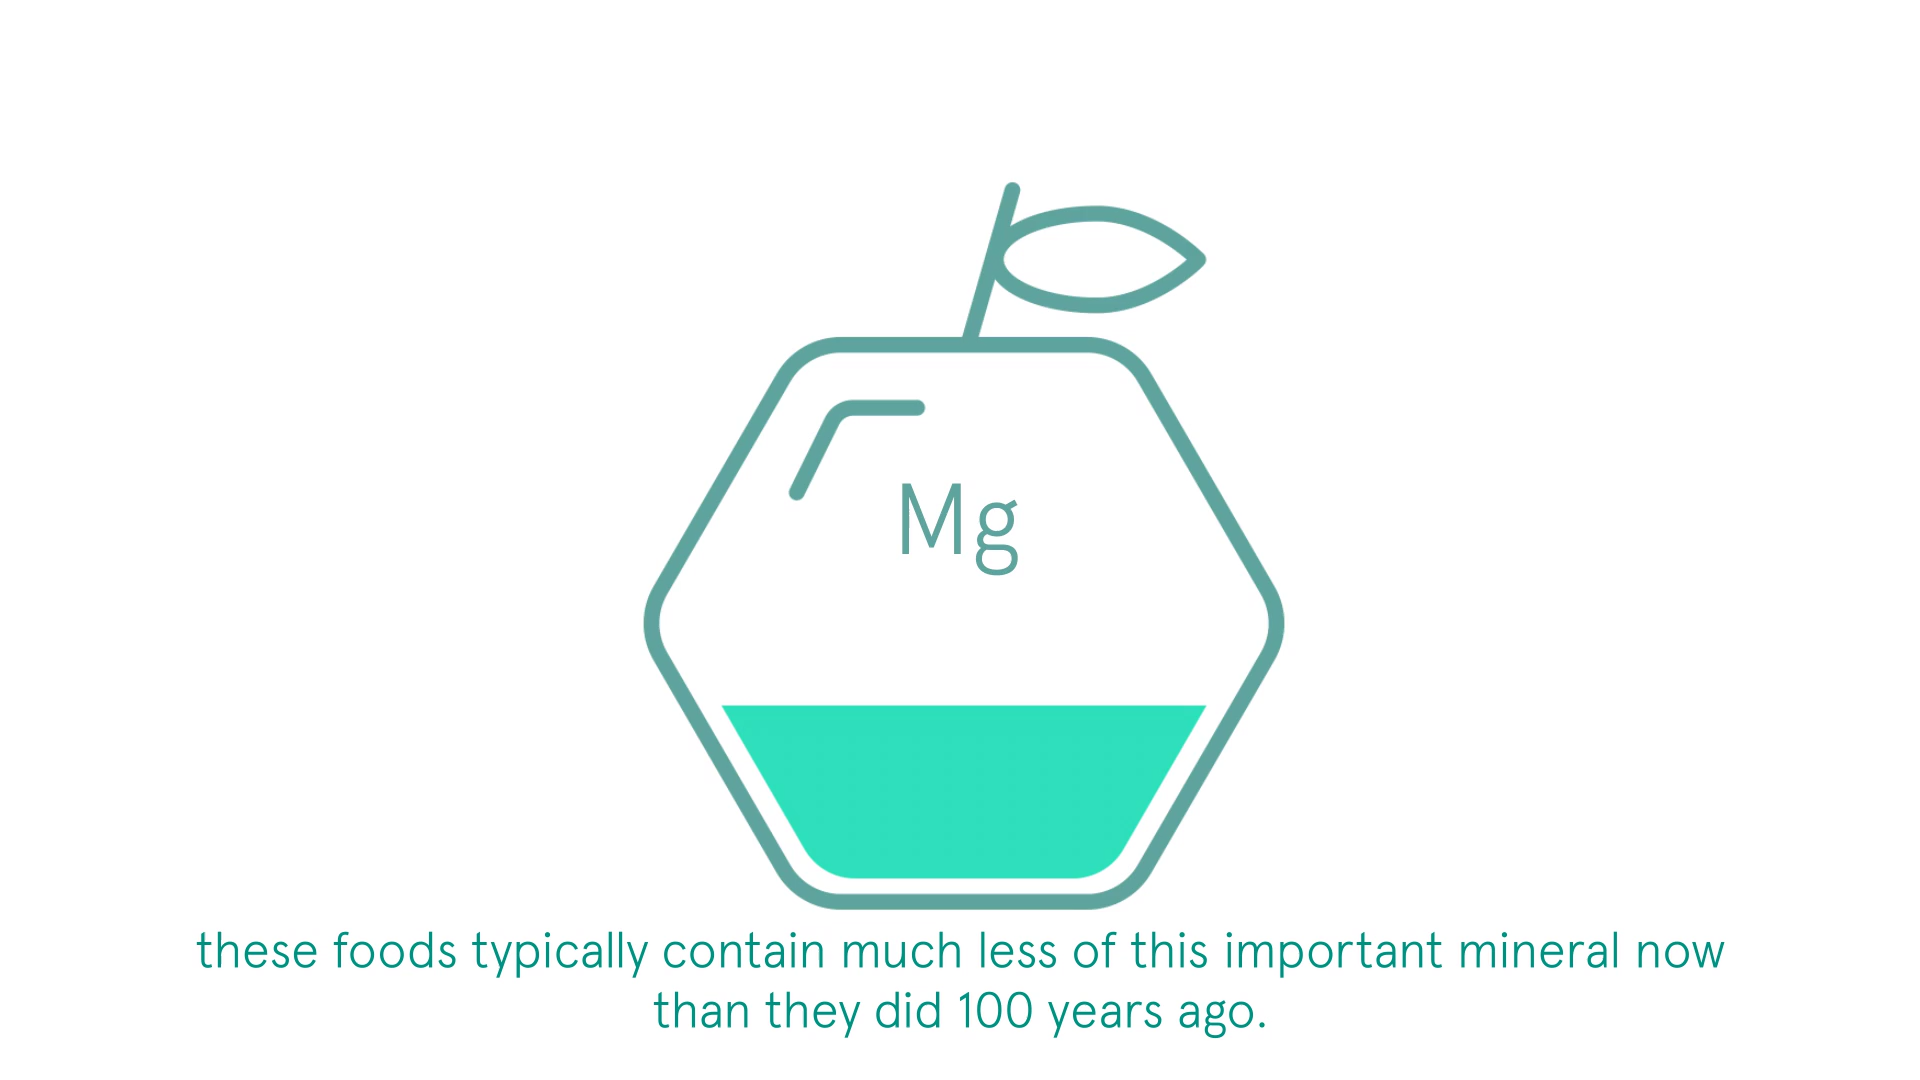 Mg
these foods typically contain much less of this important mineral now
than they did 100 years ago.